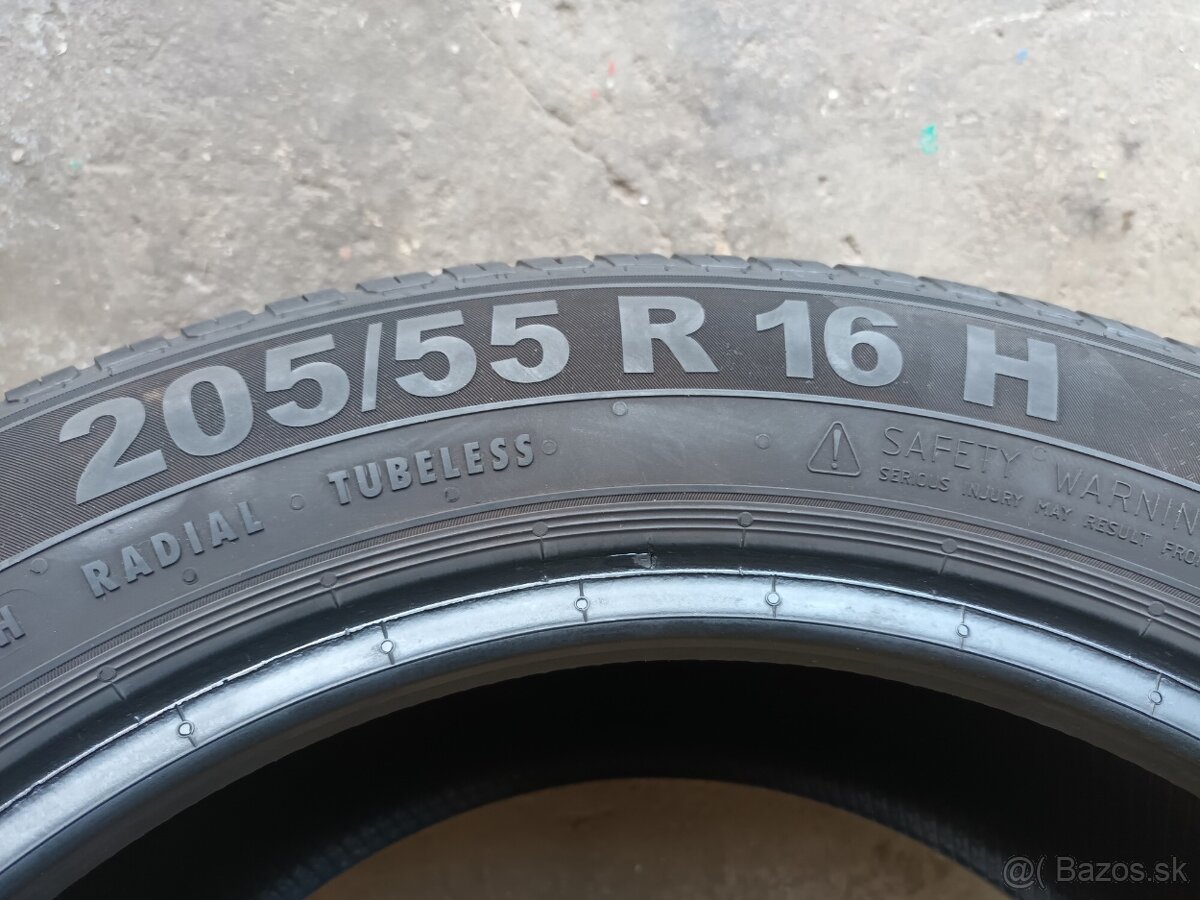 205/55 R 16 H
H RADIAL TUBELESS
SAFETY WARNING
SERIOUS INJURY MAY RESULT FROM
@( Bazos.sk